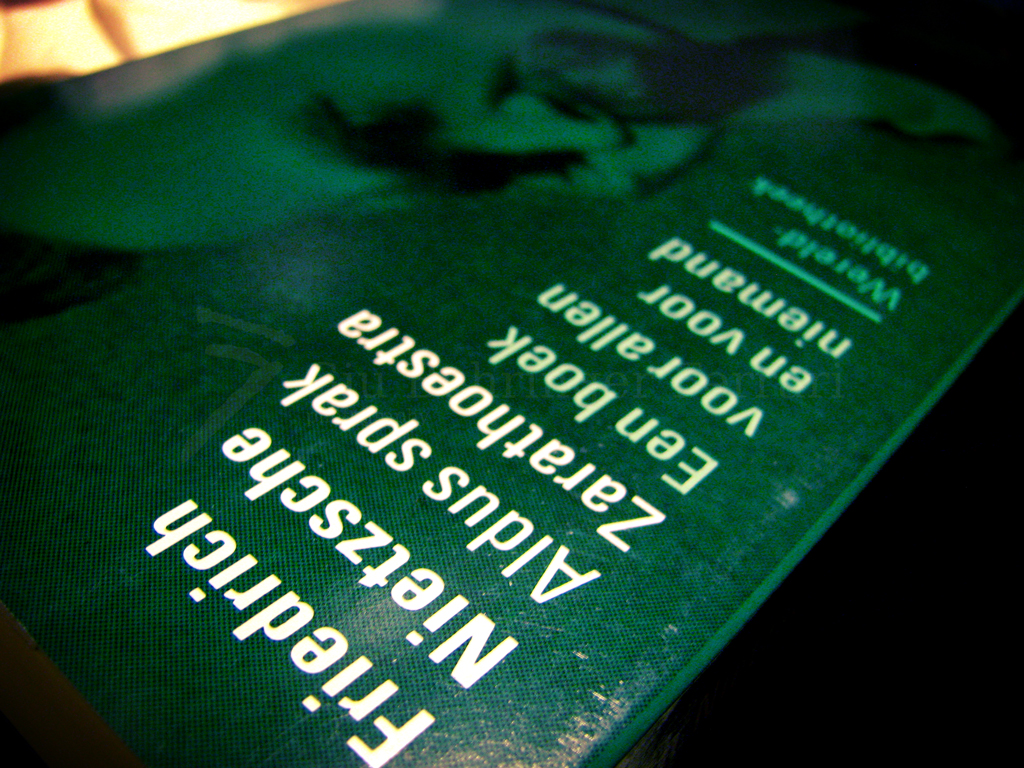 Friedrich
Nietzsche
Aldus sprak
Zarathoestra
Een boek
voor allen
en voor
niemand
Wereld-
bibliotheek